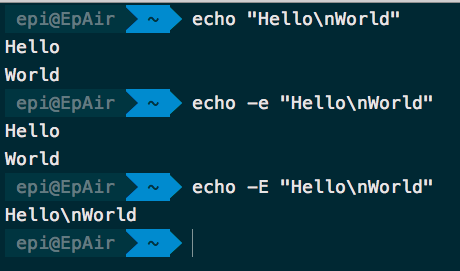 epi@EpAir ~ echo "Hello\nWorld"
Hello
World
epi@EpAir ~ echo -e "Hello\nWorld"
Hello
World
epi@EpAir ~ echo -E "Hello\nWorld"
Hello\nWorld
epi@EpAir ~